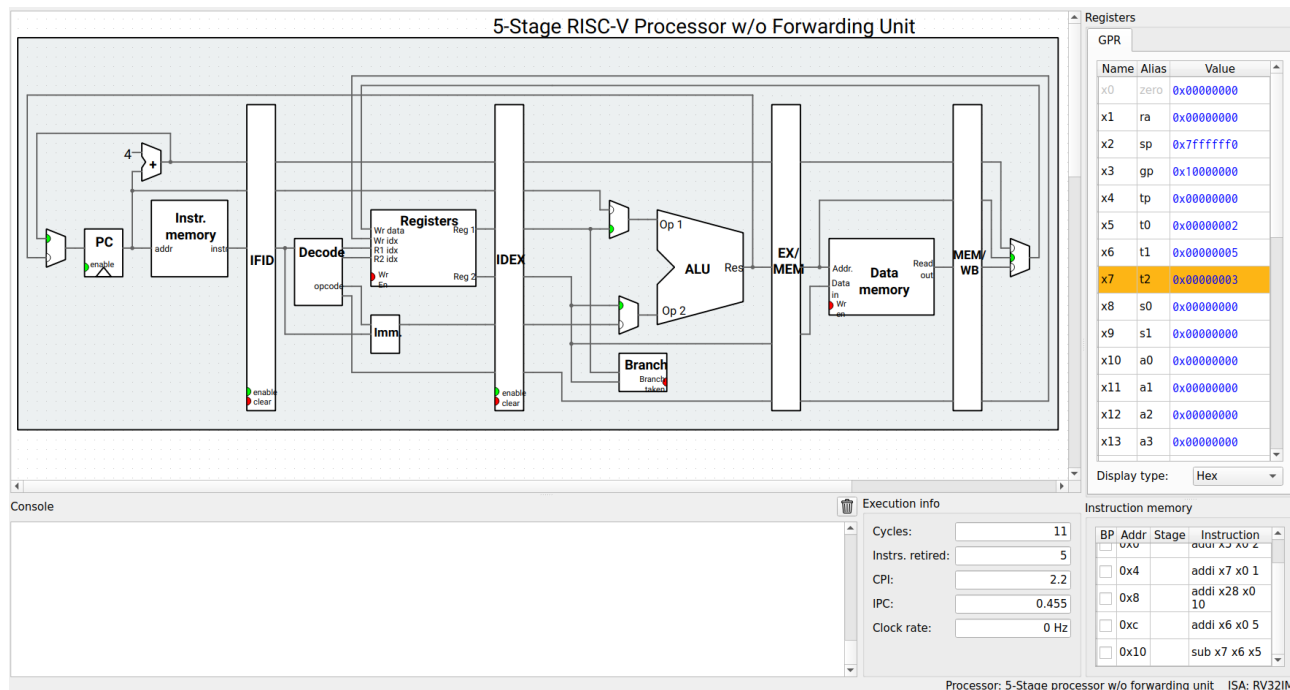 5-Stage RISC-V Processor w/o Forwarding Unit
4
+
PC
enable
Instr.
memory
addr
instr
IFID
enable
clear
Decode
opcode
Registers
Wr data
Wr idx
R1 idx
R2 idx
Wr
En
Reg 1
Reg 2
Imm.
IDEX
enable
clear
Op 1
ALU
Res
Op 2
Branch
Branch
taken
EX/
MEM
Addr.
Data
in
Wr
en
Data
memory
Read
out
MEM/
WB
Registers
GPR
Name Alias Value
x0 zero 0x00000000
x1 ra 0x00000000
x2 sp 0x7ffffff0
x3 gp 0x10000000
x4 tp 0x00000000
x5 t0 0x00000002
x6 t1 0x00000005
x7 t2 0x00000003
x8 s0 0x00000000
x9 s1 0x00000000
x10 a0 0x00000000
x11 a1 0x00000000
x12 a2 0x00000000
x13 a3 0x00000000
Display type: Hex
Console
Execution info
Cycles: 11
Instrs. retired: 5
CPI: 2.2
IPC: 0.455
Clock rate: 0 Hz
Instruction memory
BP Addr Stage Instruction
0x0 addi x5 x0 2
0x4 addi x7 x0 1
0x8 addi x28 x0
10
0xc addi x6 x0 5
0x10 sub x7 x6 x5
Processor: 5-Stage processor w/o forwarding unit ISA: RV32IM